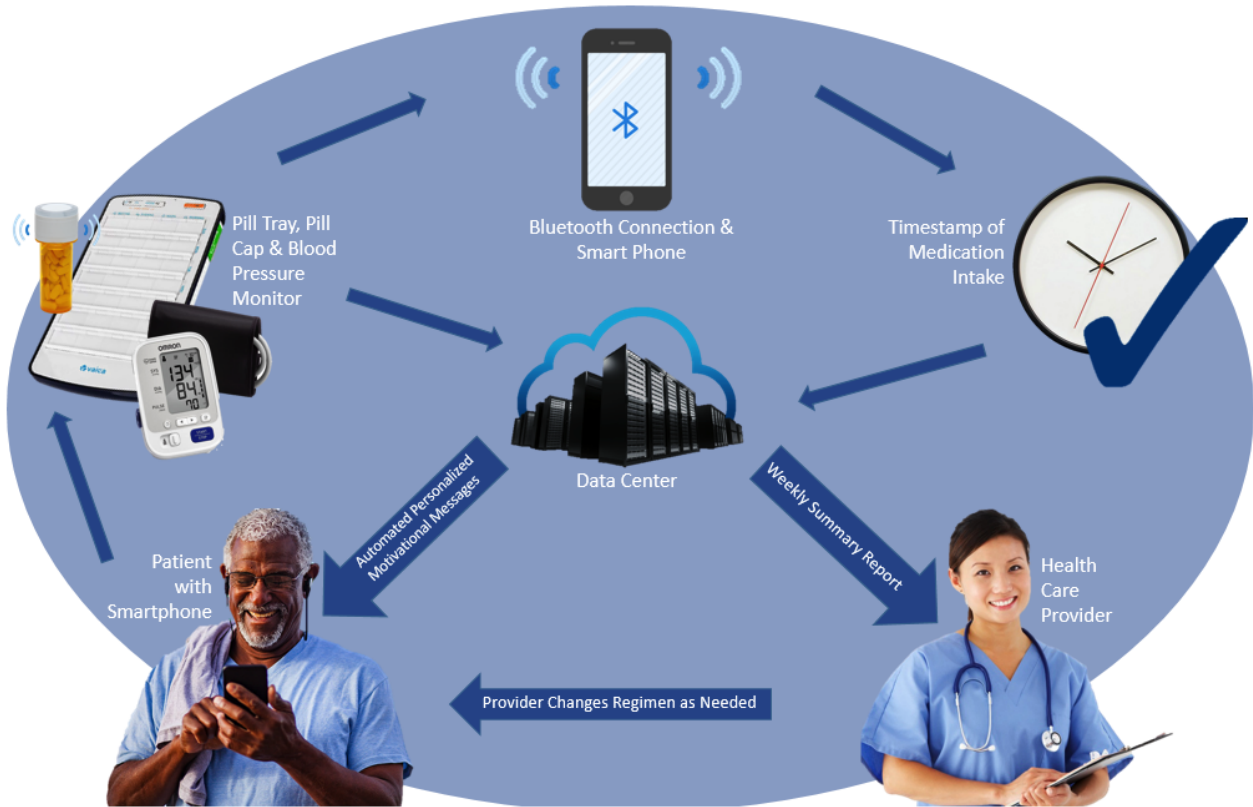 Bluetooth Connection &
Smart Phone
Pill Tray, Pill
Cap & Blood
Pressure
Monitor
Timestamp of
Medication
Intake
vaica
OMRON
134
84
70
Data Center
Automated Personalized
Motivational Messages
Weekly Summary Report
Patient
with
Smartphone
Health
Care
Provider
Provider Changes Regimen as Needed